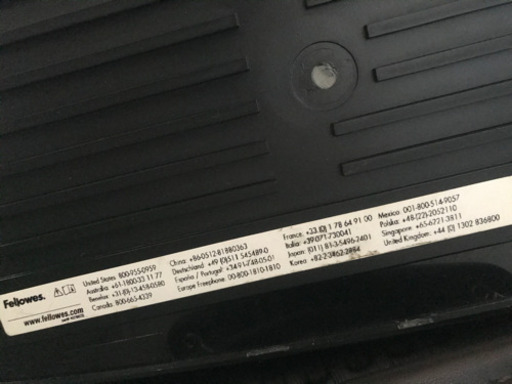 Fellowes.
www.fellowes.com
United States 800-955-0959
Australia +61-1800-33 11 77
Benelux +31-(0)-13-458-0580
Canada 800-665-4339
China +86-0512-81880363
Deutschland +49 (0)511 545489-0
España / Portugal +34-91-748-05-01
Europe Freephone 00-800-1810-1810
France +33 (0) 1 78 64 91 00
Italia +39-071-730041
Japan (011) 81-3-5496-2401
Korea +82-2-3462-2884
Mexico 001-800-514-9057
Polska +48-(22)-2052110
Singapore +65-6221-3811
United Kingdom +44 (0) 1302 836800